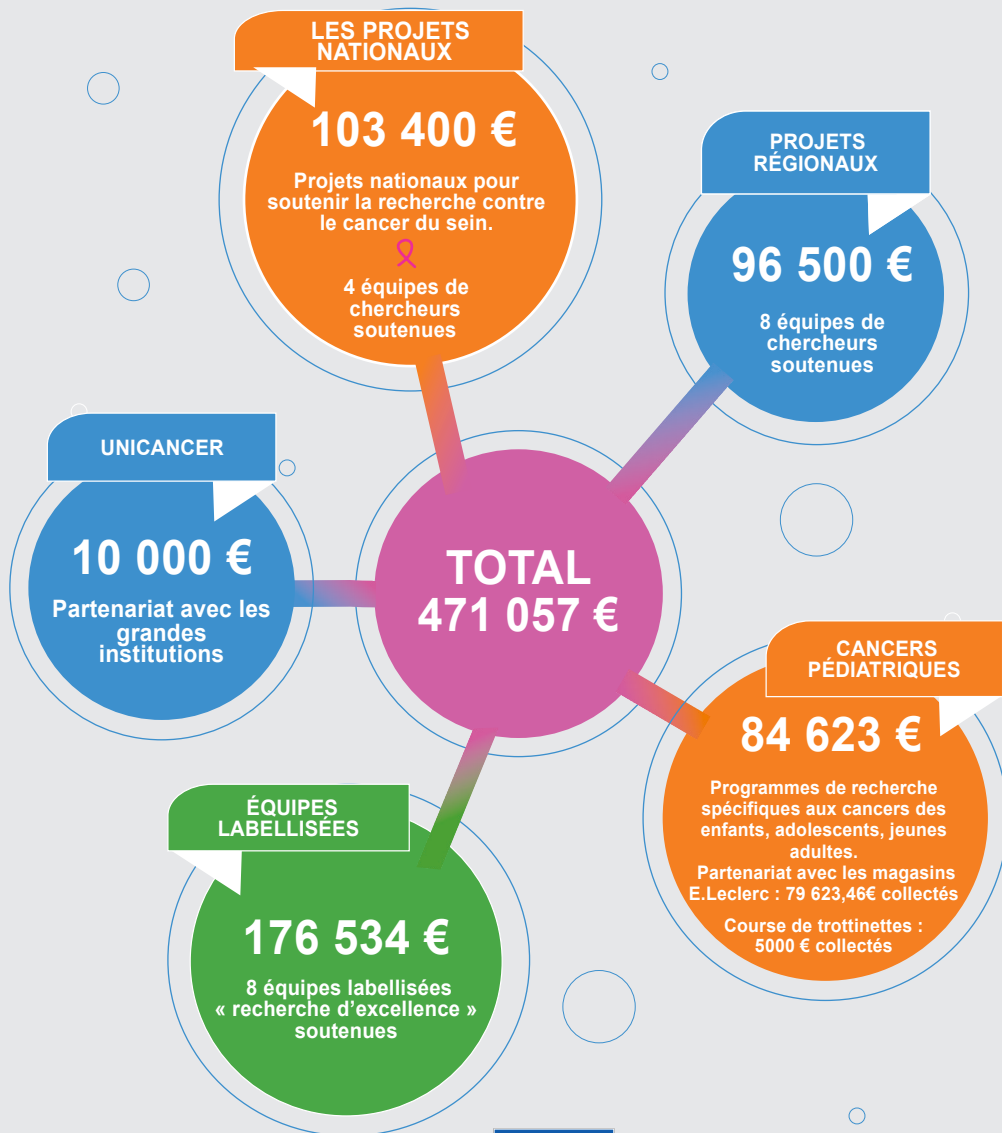 LES PROJETS
NATIONAUX
103 400 €
Projets nationaux pour
soutenir la recherche contre
le cancer du sein.
4 équipes de
chercheurs
soutenues
PROJETS
RÉGIONAUX
96 500 €
8 équipes de
chercheurs
soutenues
UNICANCER
10 000 €
Partenariat avec les
grandes
institutions
TOTAL
471 057 €
CANCERS
PÉDIATRIQUES
84 623 €
Programmes de recherche
spécifiques aux cancers des
enfants, adolescents, jeunes
adultes.
Partenariat avec les magasins
E.Leclerc : 79 623,46€ collectés
Course de trottinettes :
5000 € collectés
ÉQUIPES
LABELLISÉES
176 534 €
8 équipes labellisées
« recherche d’excellence »
soutenues